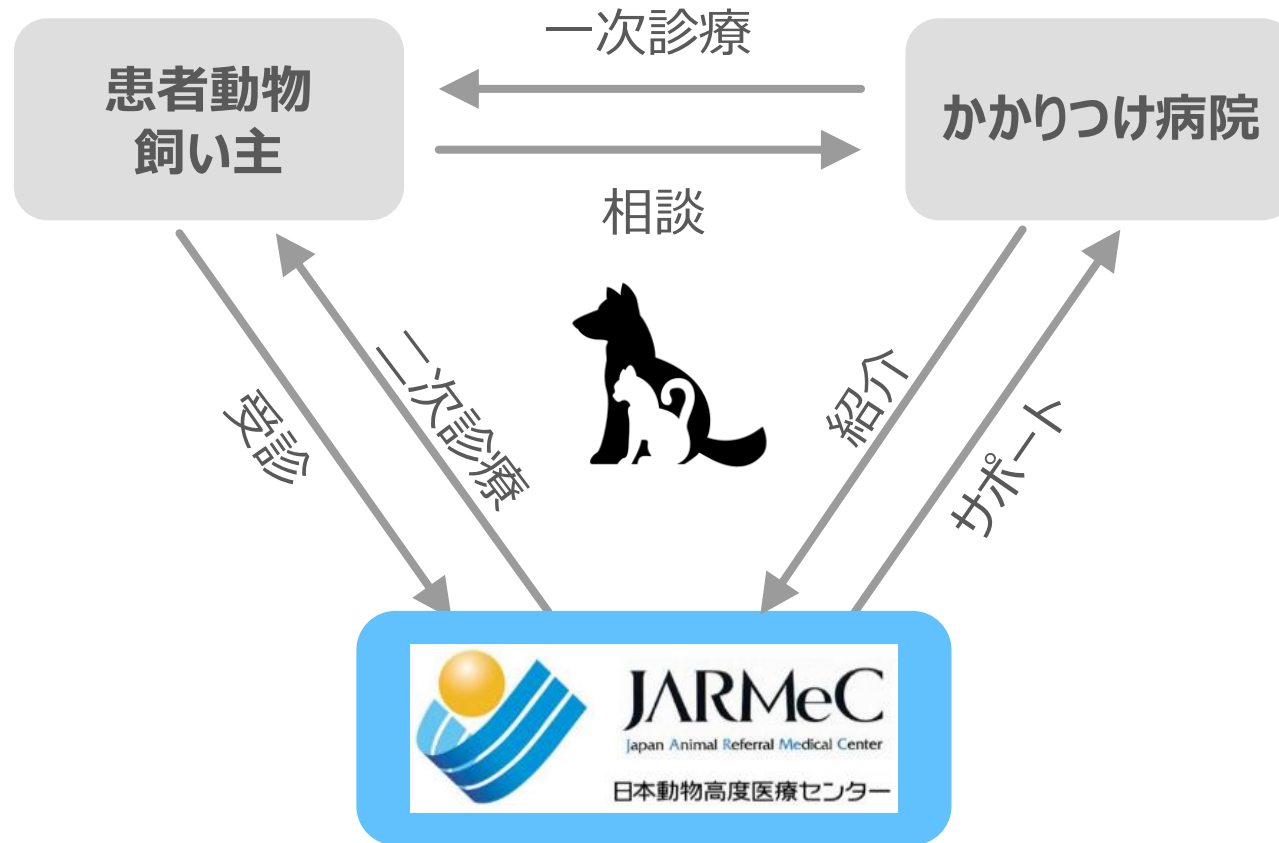 一次診療
患者動物
飼い主
かかりつけ病院
相談
受診
二次診療
紹介
サポート
JARMeC
Japan Animal Referral Medical Center
日本動物高度医療センター